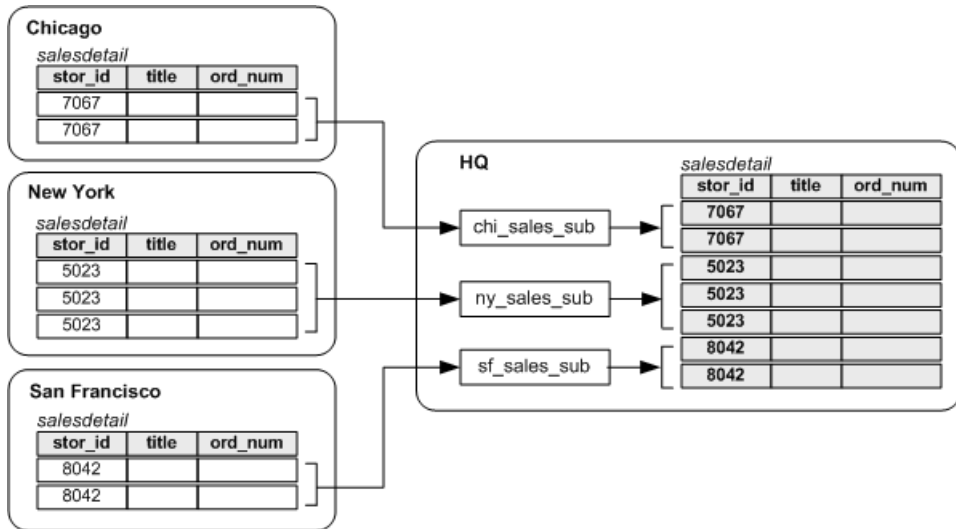 Chicago
salesdetail
stor_id title ord_num
7067
7067
New York
salesdetail
stor_id title ord_num
5023
5023
5023
San Francisco
salesdetail
stor_id title ord_num
8042
8042
HQ
chi_sales_sub
ny_sales_sub
sf_sales_sub
salesdetail
stor_id title ord_num
7067
7067
5023
5023
5023
8042
8042